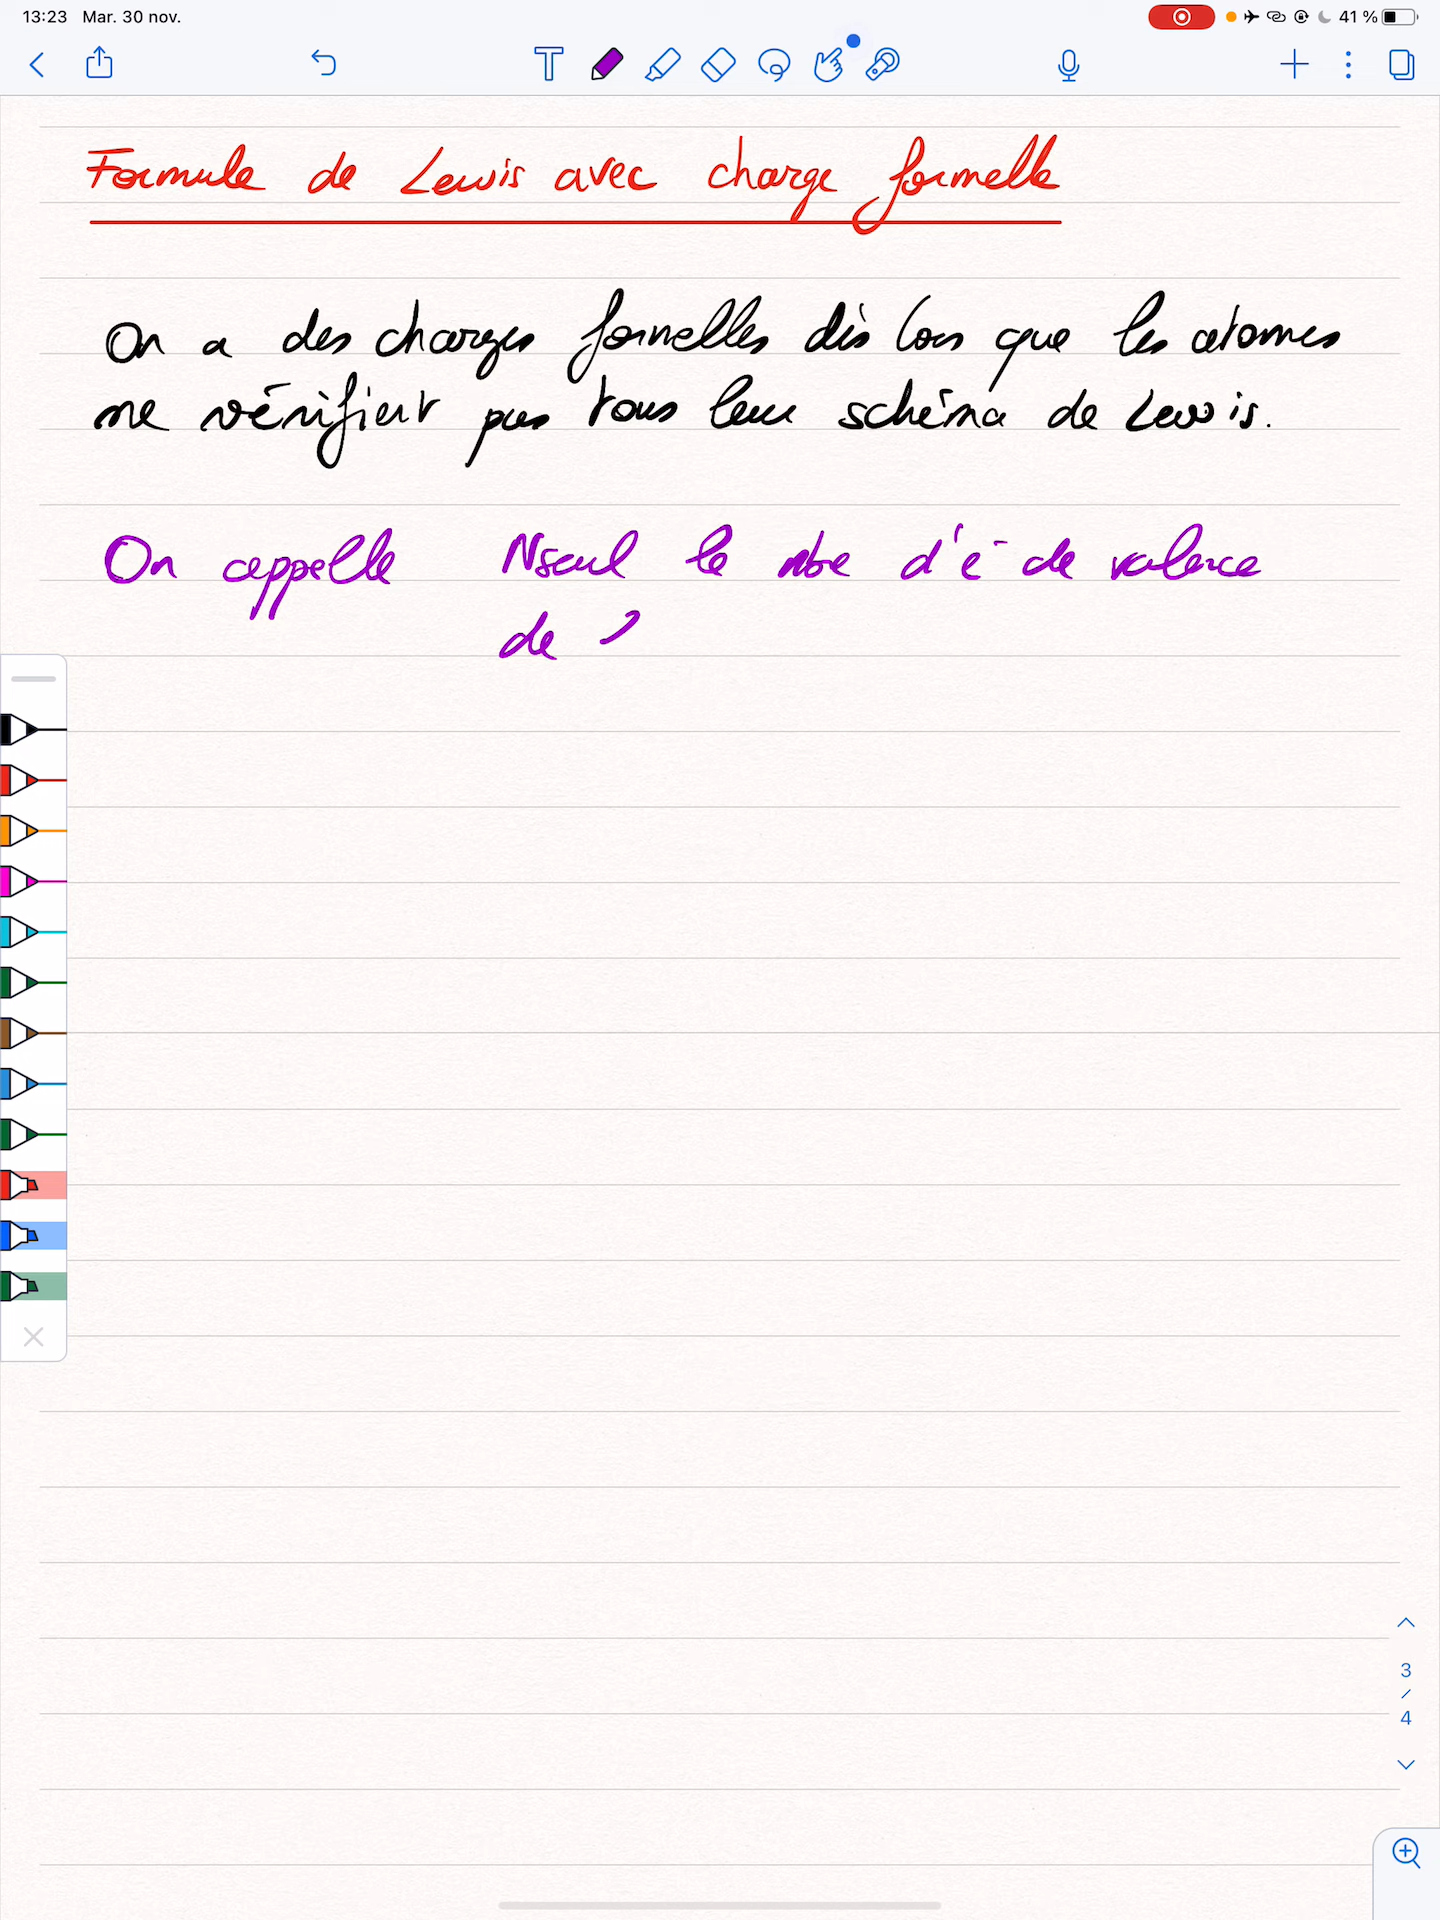 13:23 Mar. 30 nov. 41 %
T
Formule de Lewis avec charge formelle
On a des charges formelles dès lors que les atomes
ne vérifient pas tous leur schéma de Lewis.
On appelle Nseul le nbre d'e- de valence
de
3
/
4